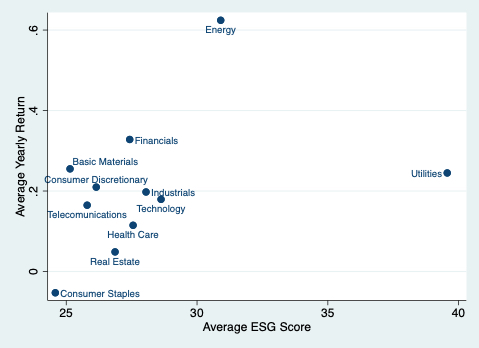 Energy
.6
.4
Financials
Basic Materials
Utilities
Consumer Discretionary
.2
Industrials
Technology
Telecomunications
Health Care
Real Estate
0
Consumer Staples
Average Yearly Return
25
30
35
40
Average ESG Score